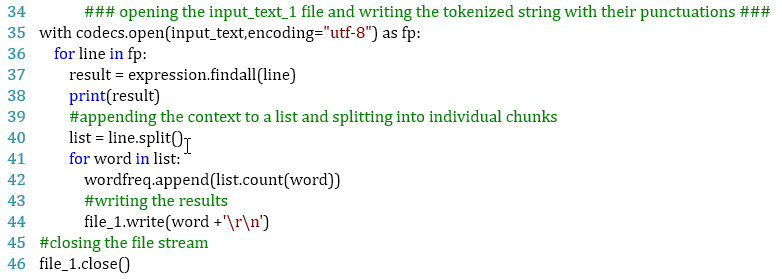 34 ### opening the input_text_1 file and writing the tokenized string with their punctuations ###
35 with codecs.open(input_text,encoding="utf-8") as fp:
36 for line in fp:
37 result = expression.findall(line)
38 print(result)
39 #appending the context to a list and splitting into individual chunks
40 list = line.split()
41 for word in list:
42 wordfreq.append(list.count(word))
43 #writing the results
44 file_1.write(word +'\r\n')
45 #closing the file stream
46 file_1.close()